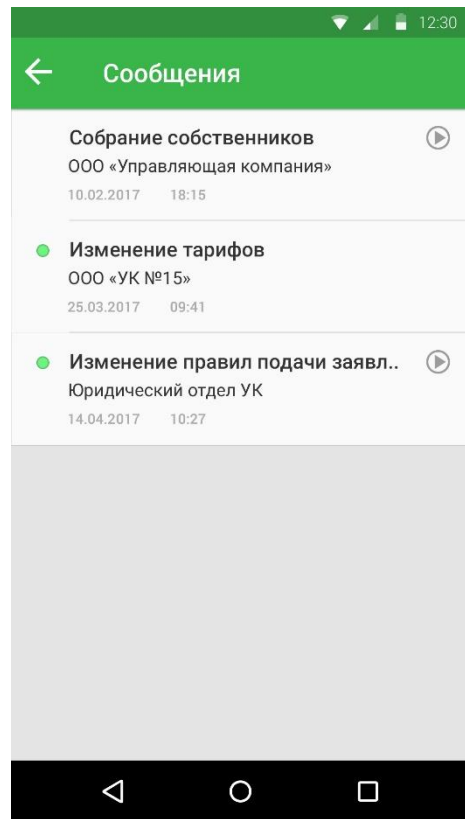 12:30
Сообщения
Собрание собственников
ООО «Управляющая компания»
10.02.2017 18:15
Изменение тарифов
ООО «УК №15»
25.03.2017 09:41
Изменение правил подачи заявл..
Юридический отдел УК
14.04.2017 10:27